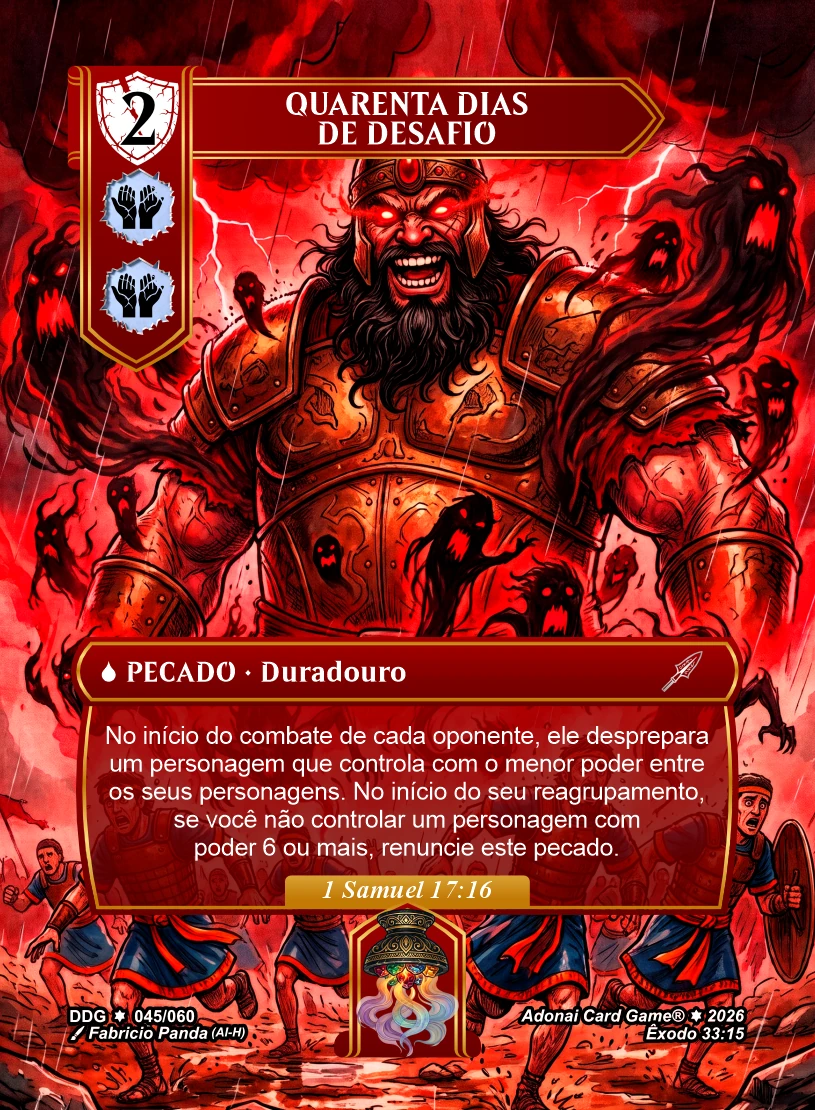 2
QUARENTA DIAS
DE DESAFIO
PECADO · Duradouro
No início do combate de cada oponente, ele desprepara
um personagem que controla com o menor poder entre
os seus personagens. No início do seu reagrupamento,
se você não controlar um personagem com
poder 6 ou mais, renuncie este pecado.
1 Samuel 17:16
DDG ✶ 045/060
Fabricio Panda (AI-H)
Adonai Card Game® ✶ 2026
Êxodo 33:15